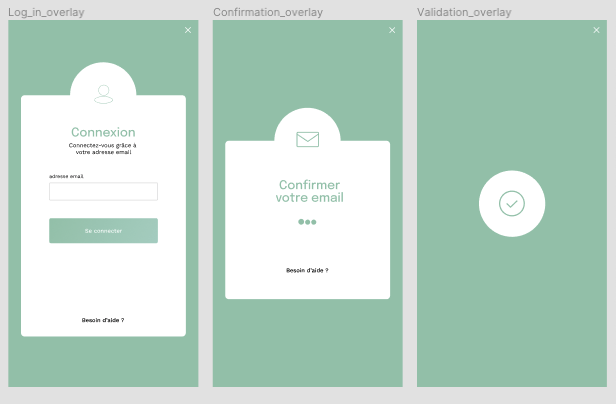 Log_in_overlay
Connexion
Connectez-vous grâce à
votre adresse email
adresse email
Se connecter
Besoin d'aide ?
Confirmation_overlay
Confirmer
votre email
Besoin d'aide ?
Validation_overlay